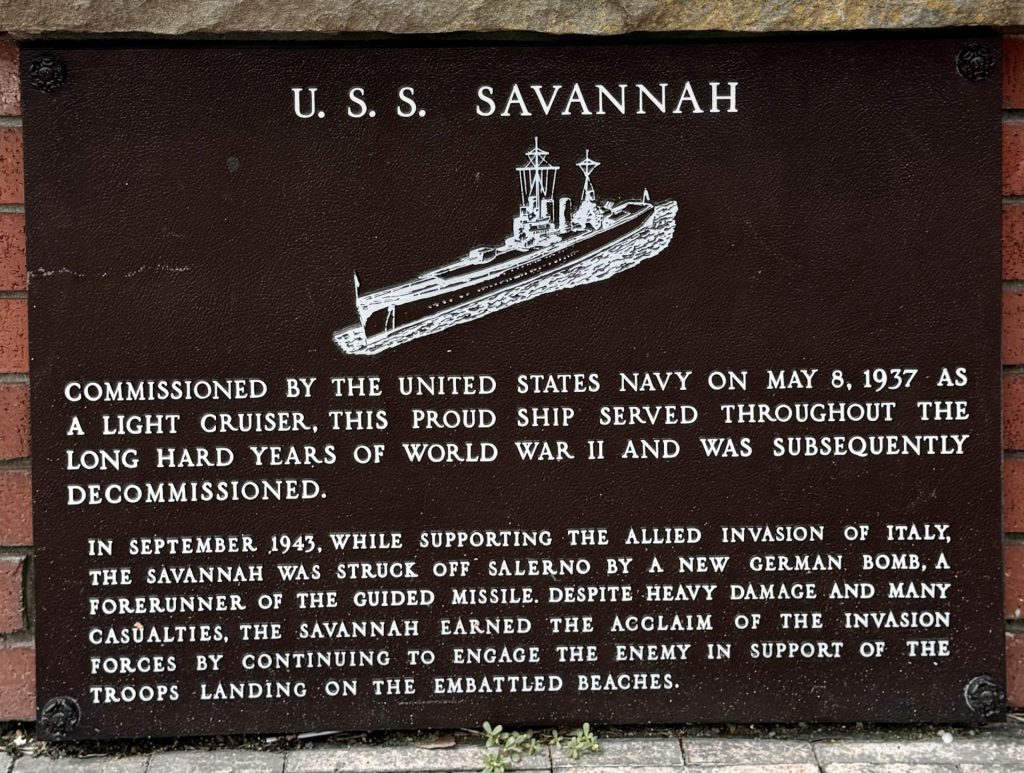 U. S. S. SAVANNAH
COMMISSIONED BY THE UNITED STATES NAVY ON MAY 8, 1937 AS
A LIGHT CRUISER, THIS PROUD SHIP SERVED THROUGHOUT THE
LONG HARD YEARS OF WORLD WAR II AND WAS SUBSEQUENTLY
DECOMMISSIONED.
IN SEPTEMBER 1943, WHILE SUPPORTING THE ALLIED INVASION OF ITALY,
THE SAVANNAH WAS STRUCK OFF SALERNO BY A NEW GERMAN BOMB, A
FORERUNNER OF THE GUIDED MISSILE. DESPITE HEAVY DAMAGE AND MANY
CASUALTIES, THE SAVANNAH EARNED THE ACCLAIM OF THE INVASION
FORCES BY CONTINUING TO ENGAGE THE ENEMY IN SUPPORT OF THE
TROOPS LANDING ON THE EMBATTLED BEACHES.